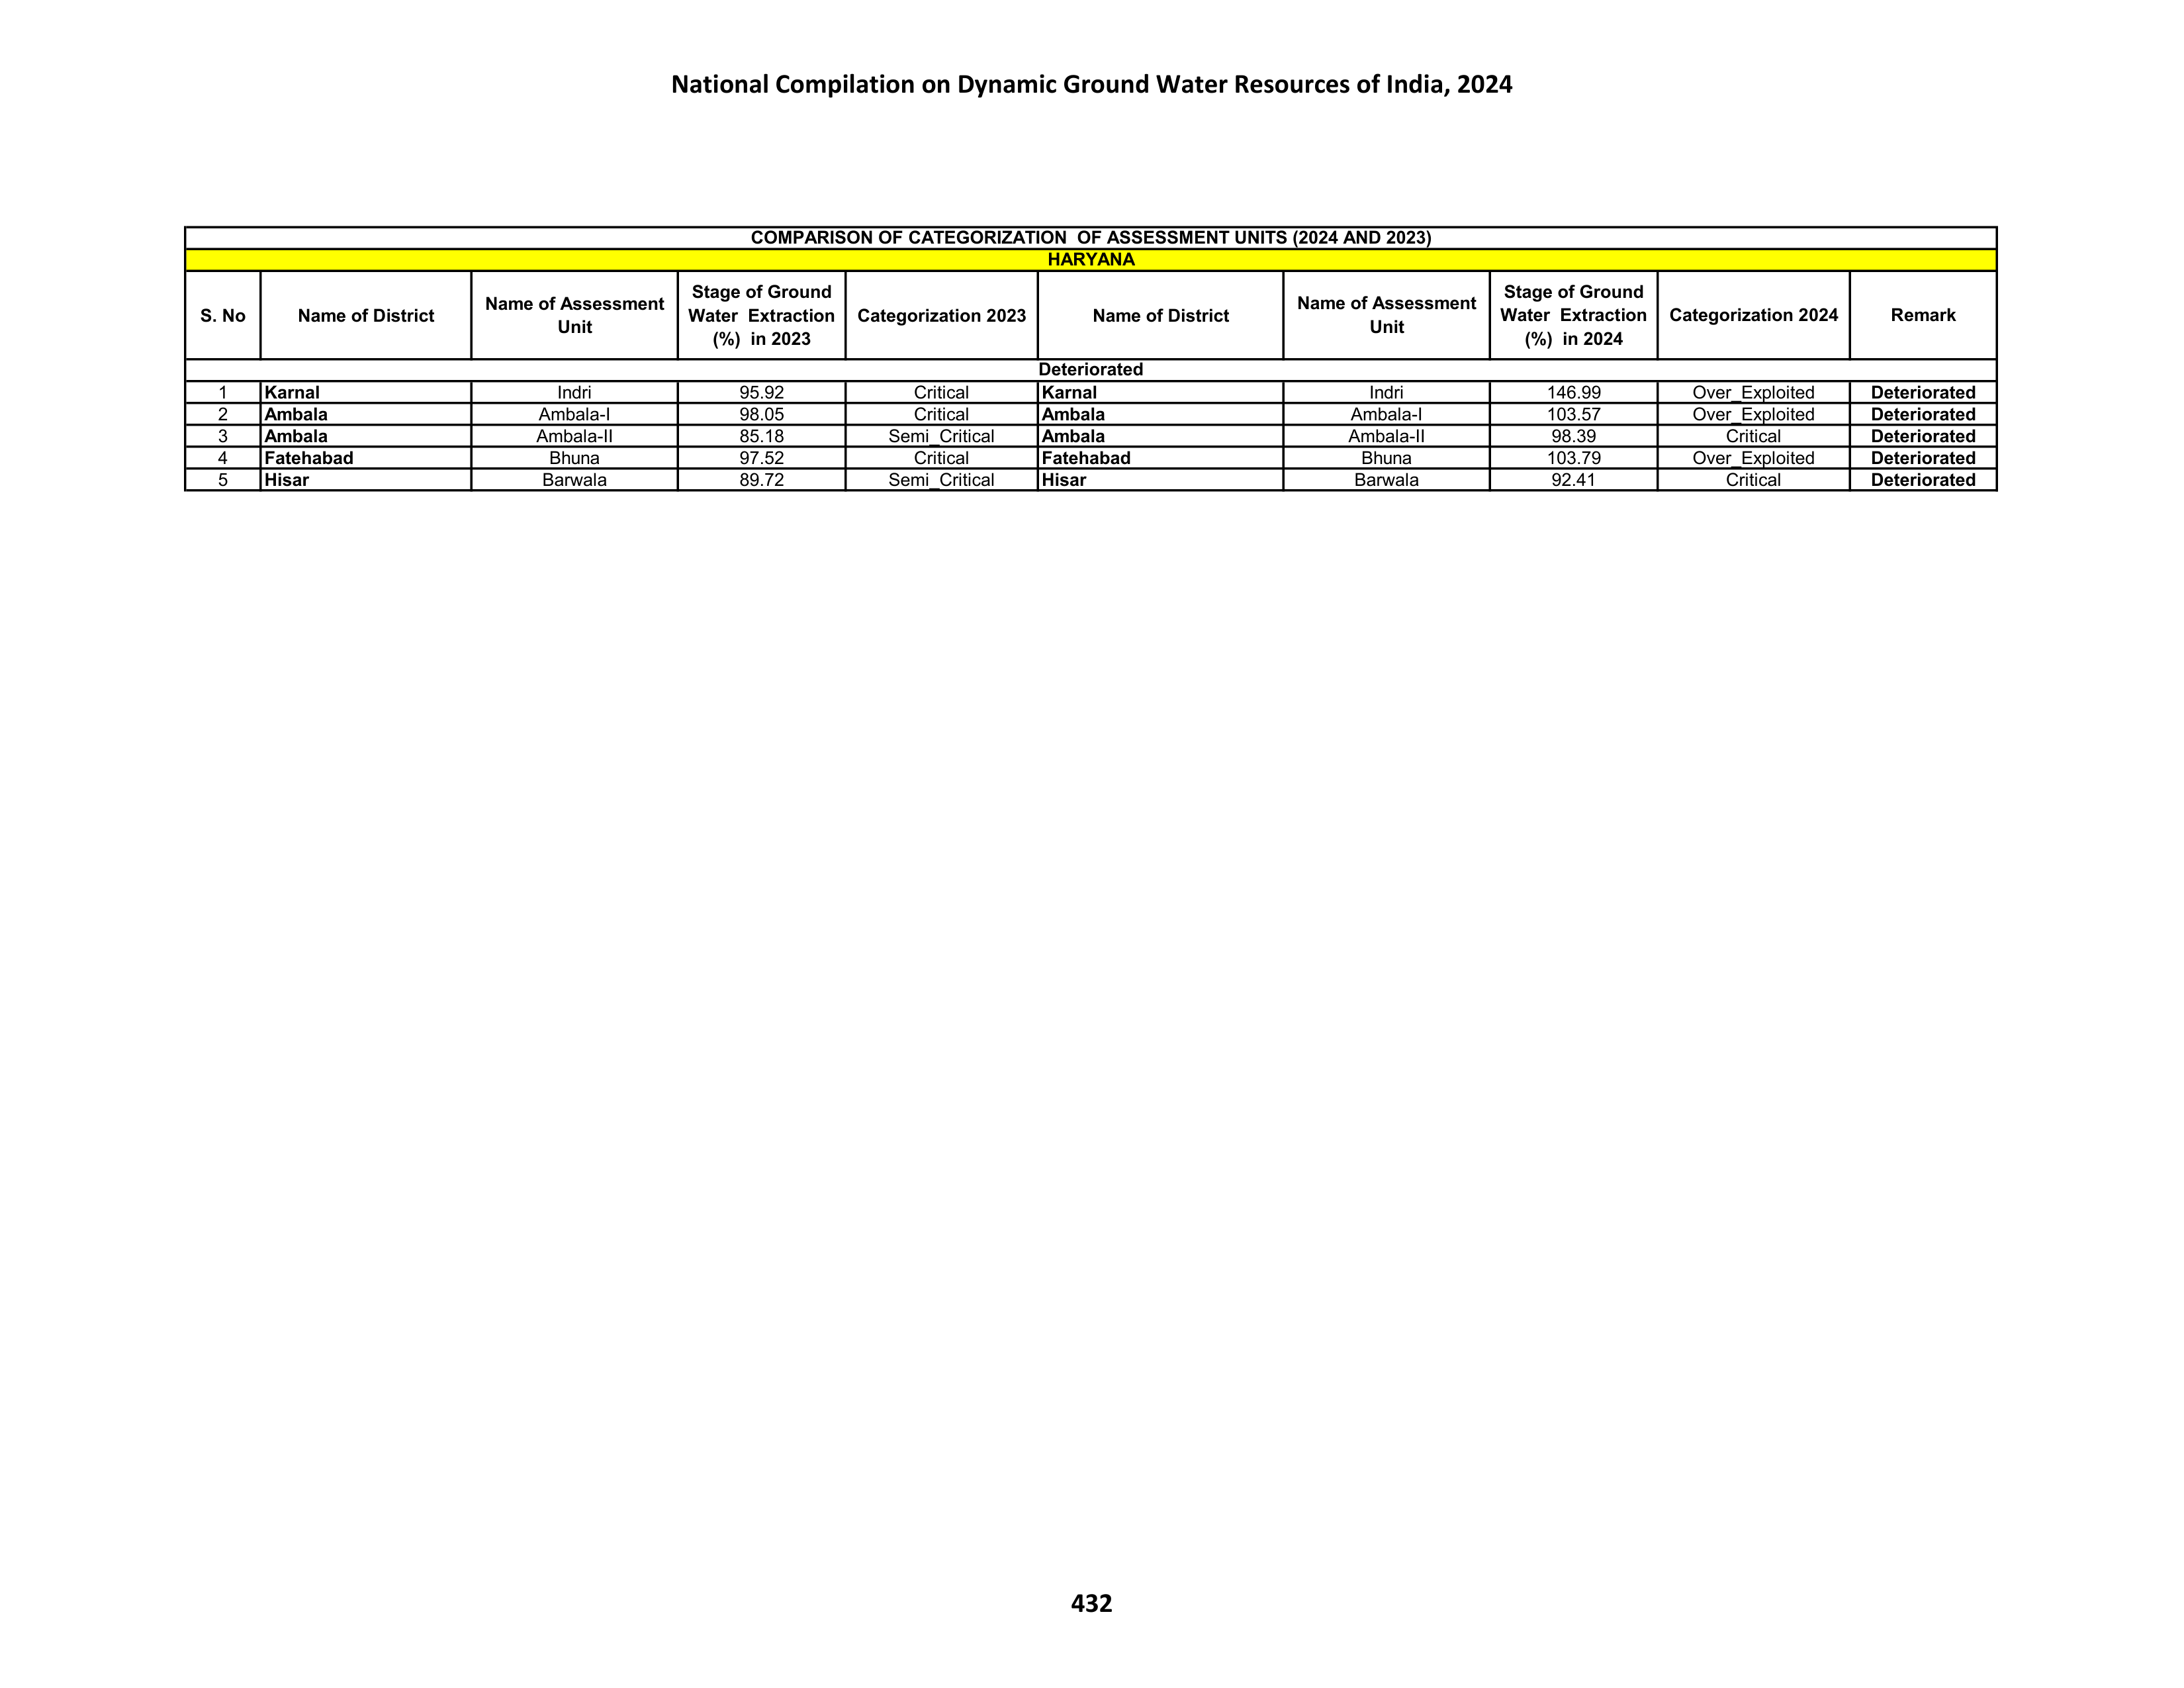 National Compilation on Dynamic Ground Water Resources of India, 2024
COMPARISON OF CATEGORIZATION OF ASSESSMENT UNITS (2024 AND 2023)
HARYANA
S. No Name of District Name of Assessment Unit Stage of Ground Water Extraction (%) in 2023 Categorization 2023 Name of District Name of Assessment Unit Stage of Ground Water Extraction (%) in 2024 Categorization 2024 Remark
Deteriorated
1 Karnal Indri 95.92 Critical Karnal Indri 146.99 Over_Exploited Deteriorated
2 Ambala Ambala-I 98.05 Critical Ambala Ambala-I 103.57 Over_Exploited Deteriorated
3 Ambala Ambala-II 85.18 Semi_Critical Ambala Ambala-II 98.39 Critical Deteriorated
4 Fatehabad Bhuna 97.52 Critical Fatehabad Bhuna 103.79 Over_Exploited Deteriorated
5 Hisar Barwala 89.72 Semi_Critical Hisar Barwala 92.41 Critical Deteriorated
432